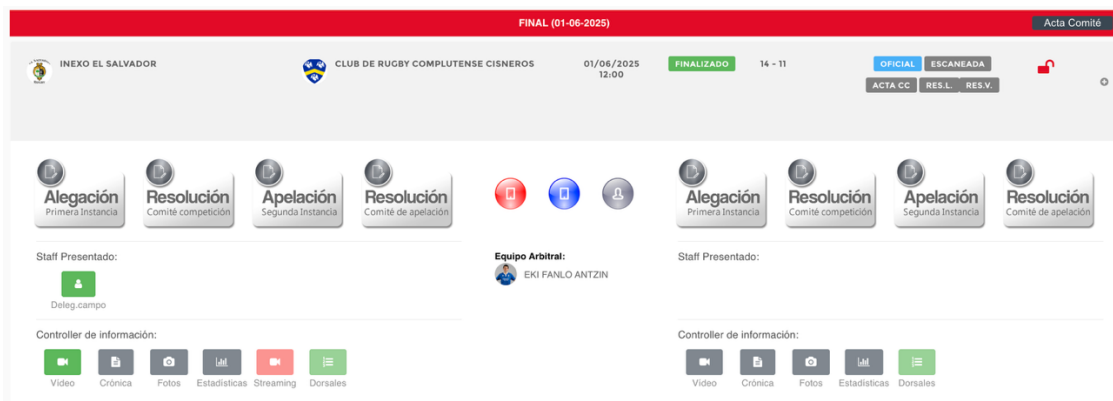 FINAL (01-06-2025)
Acta Comité
INEXO EL SALVADOR
CLUB DE RUGBY COMPLUTENSE CISNEROS
01/06/2025
12:00
FINALIZADO
14 - 11
OFICIAL
ESCANEADA
ACTA CC
RES.L.
RES.V.
Alegación
Primera Instancia
Resolución
Comité competición
Apelación
Segunda Instancia
Resolución
Comité de apelación
Alegación
Primera Instancia
Resolución
Comité competición
Apelación
Segunda Instancia
Resolución
Comité de apelación
Staff Presentado:
Deleg.campo
Equipo Arbitral:
EKI FANLO ANTZIN
Staff Presentado:
Controller de información:
Video
Crónica
Fotos
Estadísticas
Streaming
Dorsales
Controller de información:
Video
Crónica
Fotos
Estadísticas
Dorsales